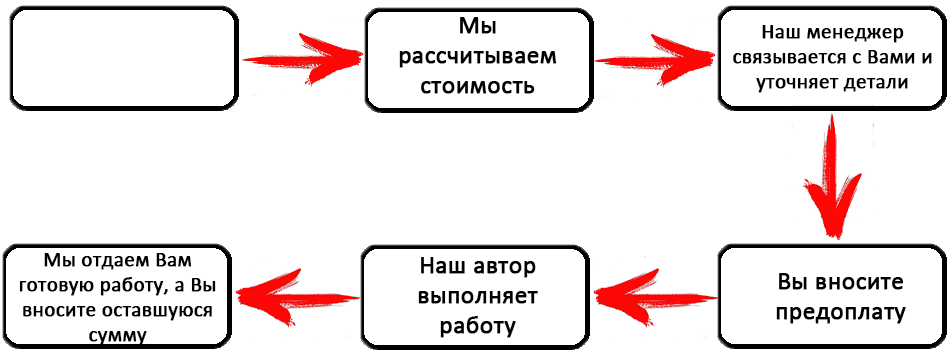 Мы
рассчитываем
стоимость
Наш менеджер
связывается с Вами и
уточняет детали
Вы вносите
предоплату
Наш автор
выполняет
работу
Мы отдаем Вам
готовую работу, а Вы
вносите оставшуюся
сумму